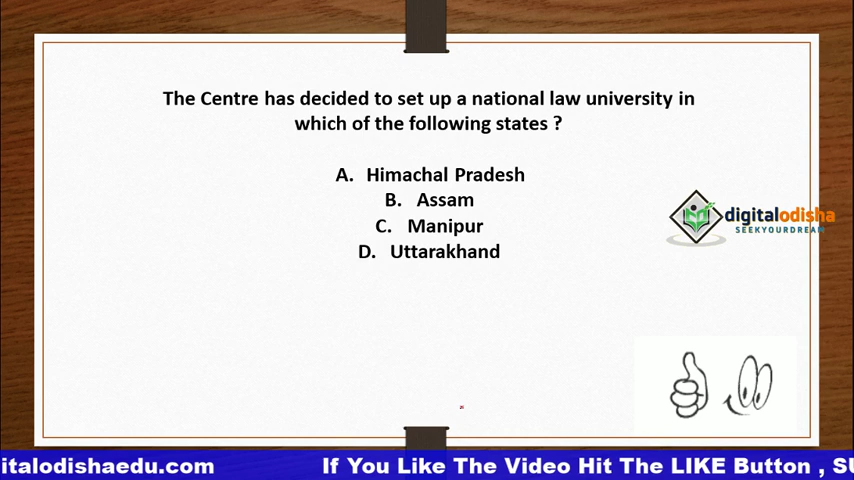 The Centre has decided to set up a national law university in
which of the following states ?
A. Himachal Pradesh
B. Assam
C. Manipur
D. Uttarakhand
digitalodisha
SEEKYOURDREAM
italodishaedu.com If You Like The Video Hit The LIKE Button , SU